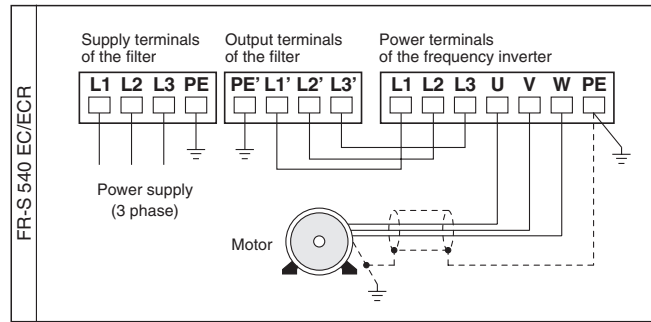 FR-S 540 EC/ECR
Supply terminals
of the filter
L1 L2 L3 PE
Output terminals
of the filter
PE' L1' L2' L3'
Power terminals
of the frequency inverter
L1 L2 L3 U V W PE
Power supply
(3 phase)
Motor